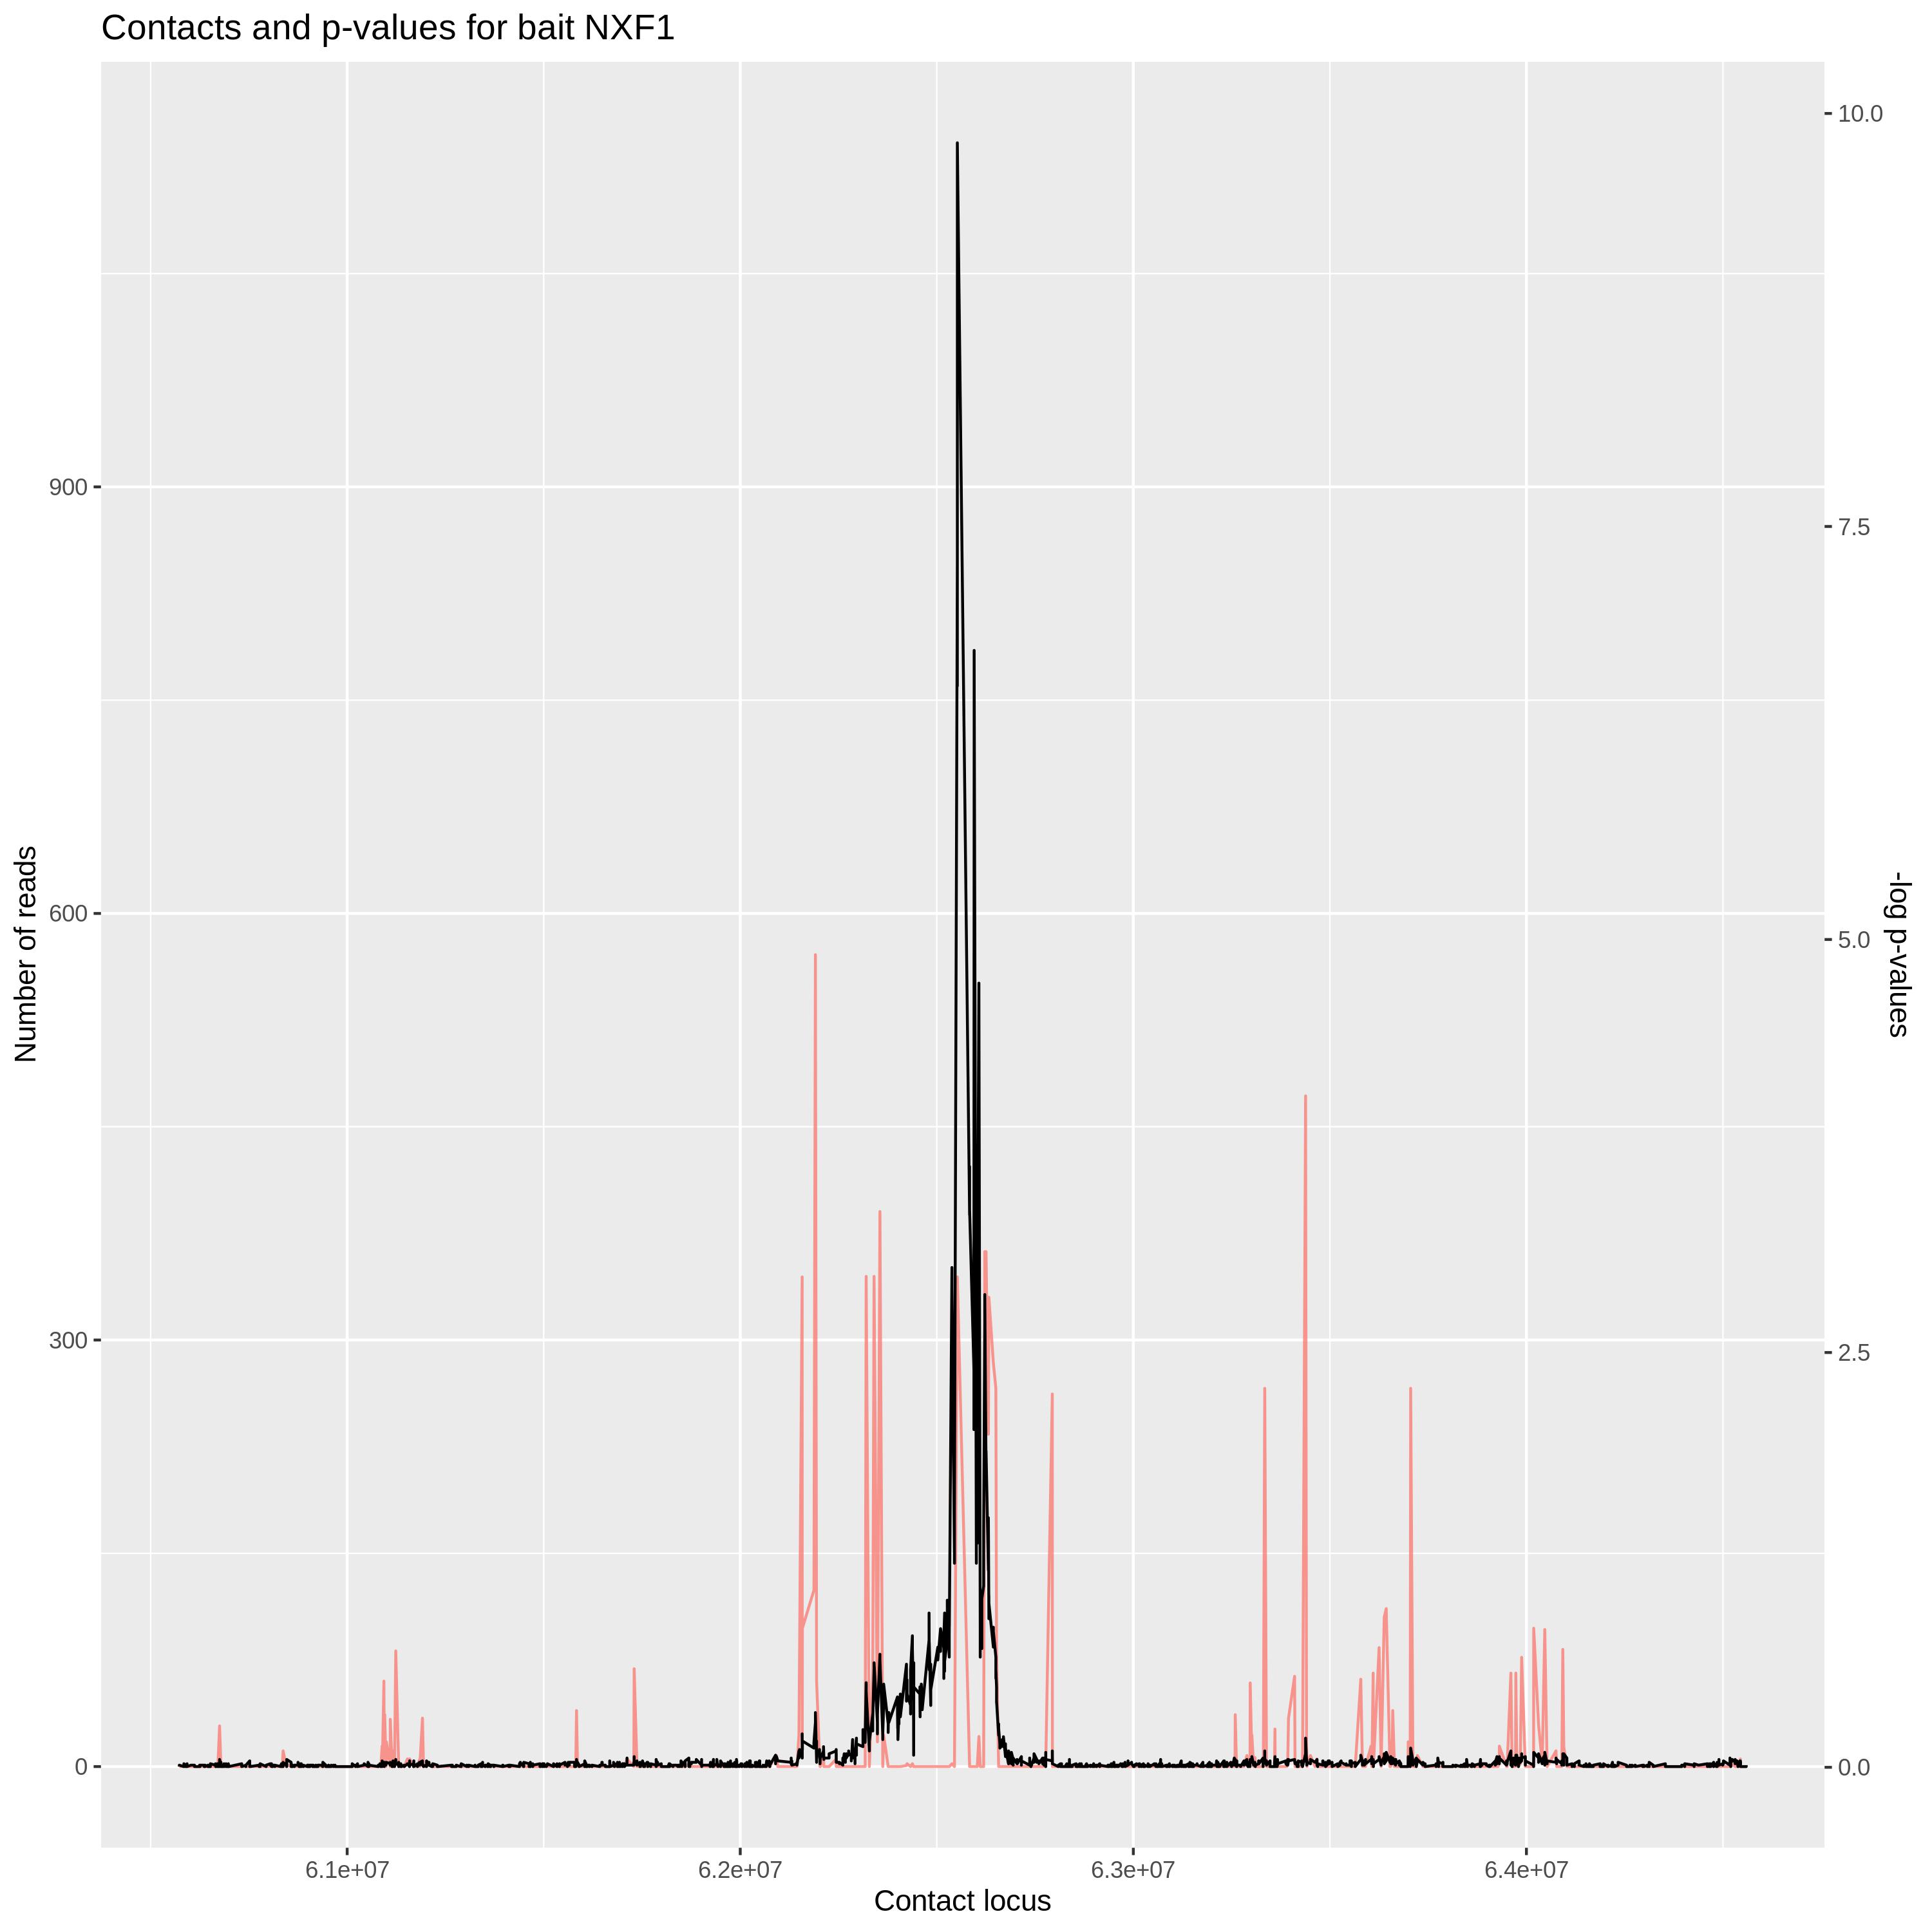 Contacts and p-values for bait NXF1
10.0
900
7.5
Number of reads
600
5.0
-log p-values
300
2.5
0
0.0
6.1e+07
6.2e+07
6.3e+07
6.4e+07
Contact locus